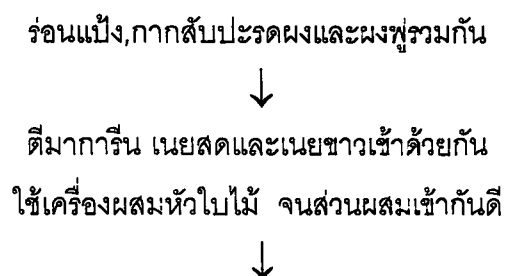 ร่อนแป้ง,กากสับปะรดผงและผงฟูรวมกัน
↓
ตีมาการีน เนยสดและเนยขาวเข้าด้วยกัน
ใช้เครื่องผสมหัวใบไม้ จนส่วนผสมเข้ากันดี
↓